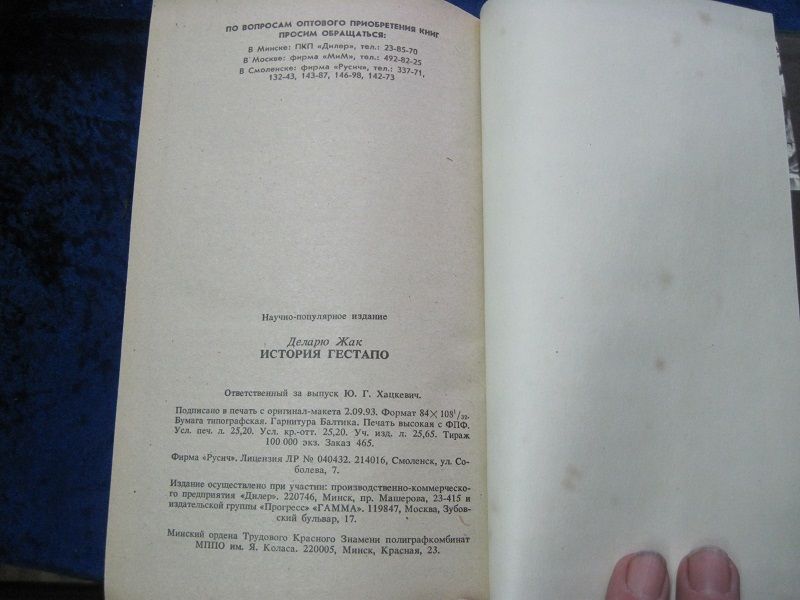 ПО ВОПРОСАМ ОПТОВОГО ПРИОБРЕТЕНИЯ КНИГ
ПРОСИМ ОБРАЩАТЬСЯ:
В Минске: ПКП «Дилер», тел.: 23-85-70
В Москве: фирма «МиМ», тел.: 492-82-25
В Смоленске: фирма «Русич», тел.: 337-71,
132-43, 143-87, 146-98, 142-73
Научно-популярное издание
Деларю Жак
ИСТОРИЯ ГЕСТАПО
Ответственный за выпуск Ю. Г. Хацкевич.
Подписано в печать с оригинал-макета 2.09.93. Формат 84×108¹/₃₂.
Бумага типографская. Гарнитура Балтика. Печать высокая с ФПФ.
Усл. печ. л. 25,20. Усл. кр.-отт. 25,20. Уч. изд. л. 25,65. Тираж
100 000 экз. Заказ 465.
Фирма «Русич». Лицензия ЛР № 040432. 214016, Смоленск, ул. Со-
болева, 7.
Издание осуществлено при участии: производственно-коммерческо-
го предприятия «Дилер». 220746, Минск, пр. Машерова, 23-415 и
издательской группы «Прогресс» «ГАММА». 119847, Москва, Зубов-
ский бульвар, 17.
Минский ордена Трудового Красного Знамени полиграфкомбинат
МППО им. Я. Коласа. 220005, Минск, Красная, 23.